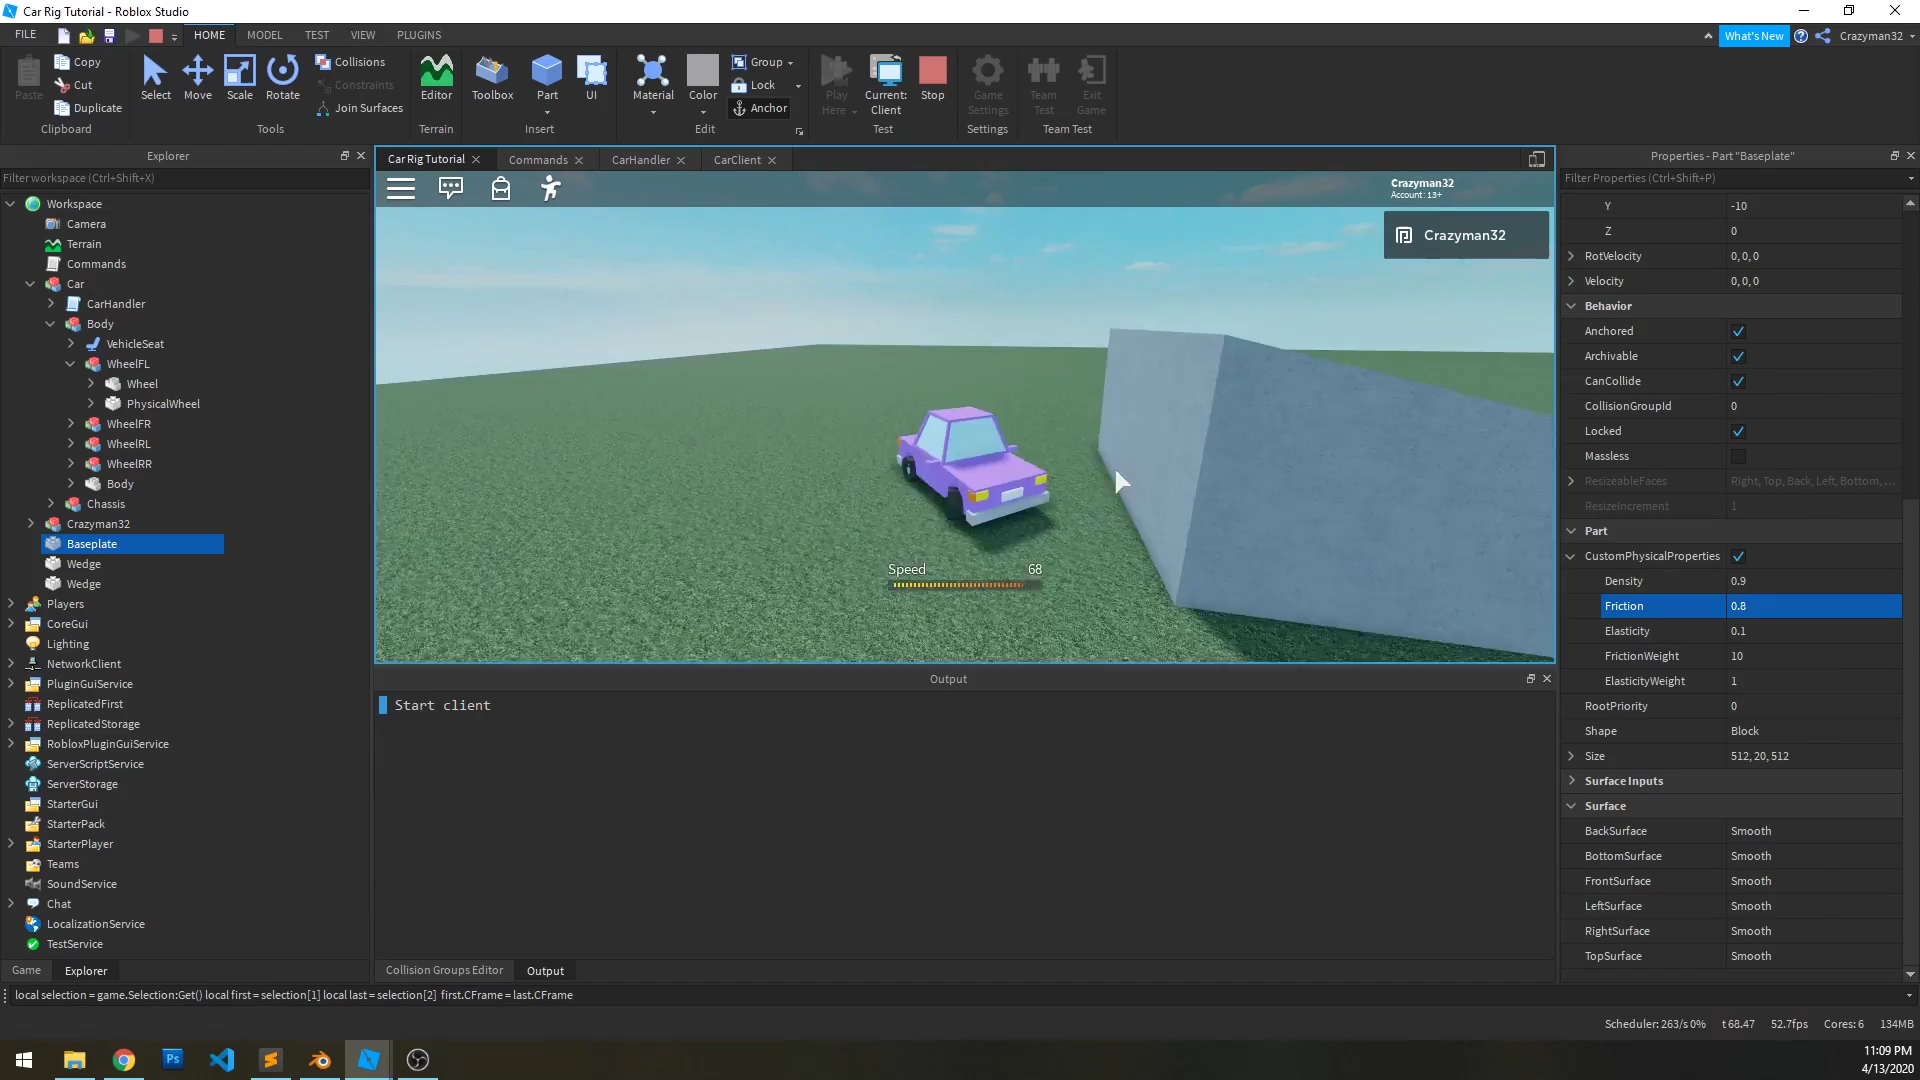 Car Rig Tutorial - Roblox Studio
FILE HOME MODEL TEST VIEW PLUGINS What's New Crazyman32
Paste Copy Cut Duplicate Select Move Scale Rotate Collisions Constraints Join Surfaces Editor Toolbox Part UI Material Color Group Lock Anchor Play Here Current: Client Stop Game Settings Team Test Exit Game
Clipboard Tools Terrain Insert Edit Test Settings Team Test
Explorer
Filter workspace (Ctrl+Shift+X)
Workspace
Camera
Terrain
Commands
Car
CarHandler
Body
VehicleSeat
WheelFL
Wheel
PhysicalWheel
WheelFR
WheelRL
WheelRR
Body
Chassis
Crazyman32
Baseplate
Wedge
Wedge
Players
CoreGui
Lighting
NetworkClient
PluginGuiService
ReplicatedFirst
ReplicatedStorage
RobloxPluginGuiService
ServerScriptService
ServerStorage
StarterGui
StarterPack
StarterPlayer
Teams
SoundService
Chat
LocalizationService
TestService
Game Explorer
Car Rig Tutorial Commands CarHandler CarClient
Crazyman32
Account: 13+
Crazyman32
Speed 68
Output
Start client
Collision Groups Editor Output
Properties - Part "Baseplate"
Filter Properties (Ctrl+Shift+P)
Y -10
Z 0
RotVelocity 0, 0, 0
Velocity 0, 0, 0
Behavior
Anchored
Archivable
CanCollide
CollisionGroupId 0
Locked
Massless
ResizeableFaces Right, Top, Back, Left, Bottom, ...
ResizeIncrement 1
Part
CustomPhysicalProperties
Density 0.9
Friction 0.8
Elasticity 0.1
FrictionWeight 10
ElasticityWeight 1
RootPriority 0
Shape Block
Size 512, 20, 512
Surface Inputs
Surface
BackSurface Smooth
BottomSurface Smooth
FrontSurface Smooth
LeftSurface Smooth
RightSurface Smooth
TopSurface Smooth
local selection = game.Selection:Get() local first = selection[1] local last = selection[2] first.CFrame = last.CFrame
Scheduler: 263/s 0% t 68.47 52.7fps Cores: 6 134MB
Ps
11:09 PM
4/13/2020